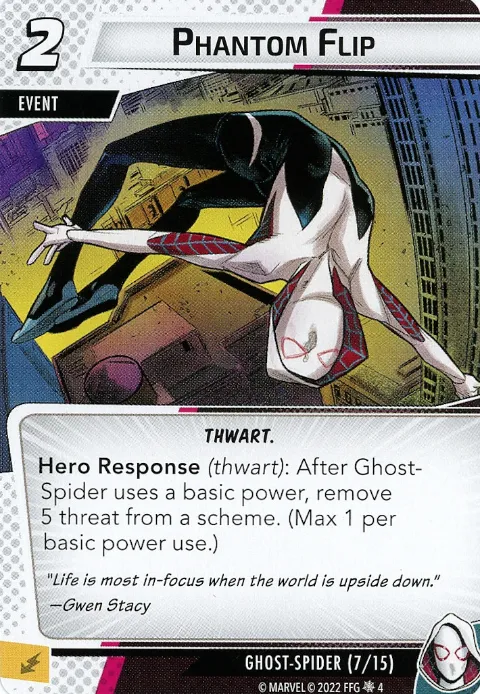 2
PHANTOM FLIP
EVENT
THWART.
Hero Response (thwart): After Ghost-
Spider uses a basic power, remove
5 threat from a scheme. (Max 1 per
basic power use.)
"Life is most in-focus when the world is upside down."
—Gwen Stacy
GHOST-SPIDER (7/15)
© MARVEL © 2022 FFG 4